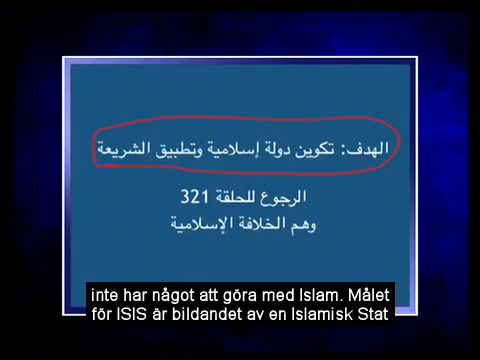 الهدف: تكوين دولة إسلامية وتطبيق الشريعة
الرجوع للحلقة 321
وهم الخلافة الإسلامية
inte har något att göra med Islam. Målet
för ISIS är bildandet av en Islamisk Stat